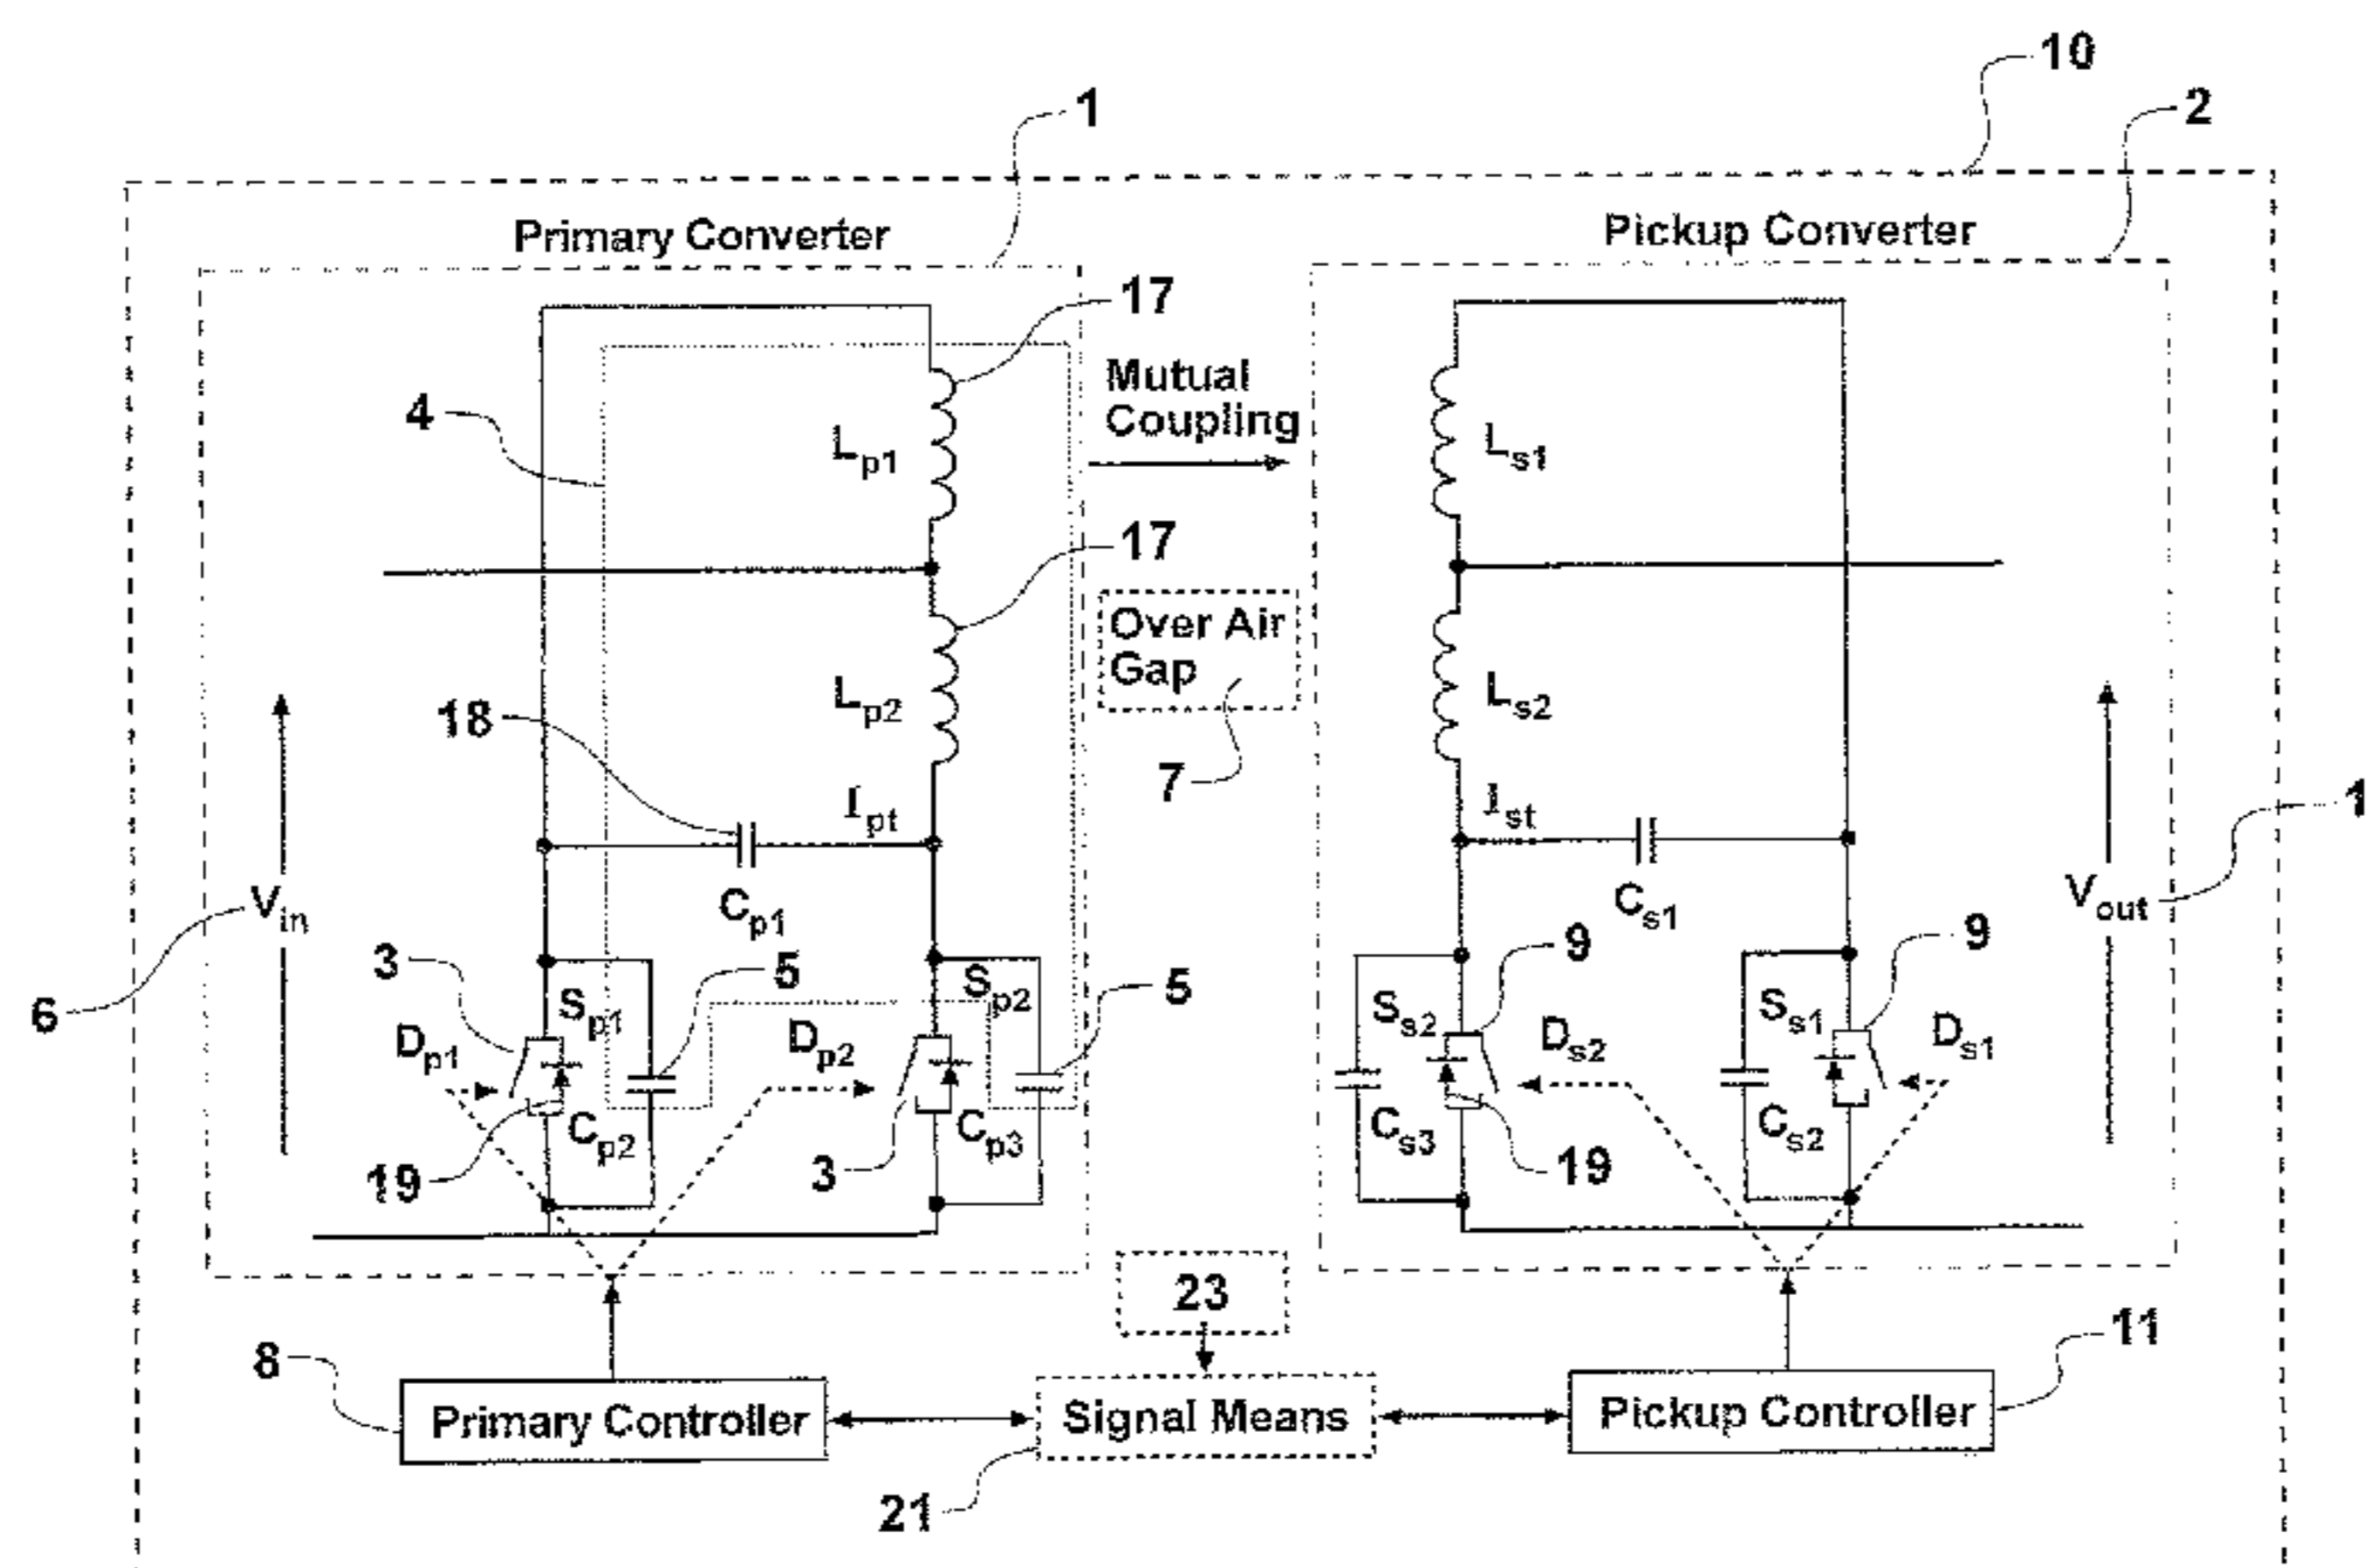 10
1
2
Primary Converter
Pickup Converter
17
Mutual
Coupling
4
Lp1
Ls1
17
Over Air
Gap
Lp2
Ls2
18
7
Ipt
Ist
1
Cp1
Cs1
Vin
Vout
3
5
9
9
6
Sp1
Sp2
5
Ss2
Ss1
Dp1
Dp2
Ds2
Ds1
Cp2
Cp3
Cs3
Cs2
19
3
19
23
8
11
Primary Controller
Signal Means
Pickup Controller
21